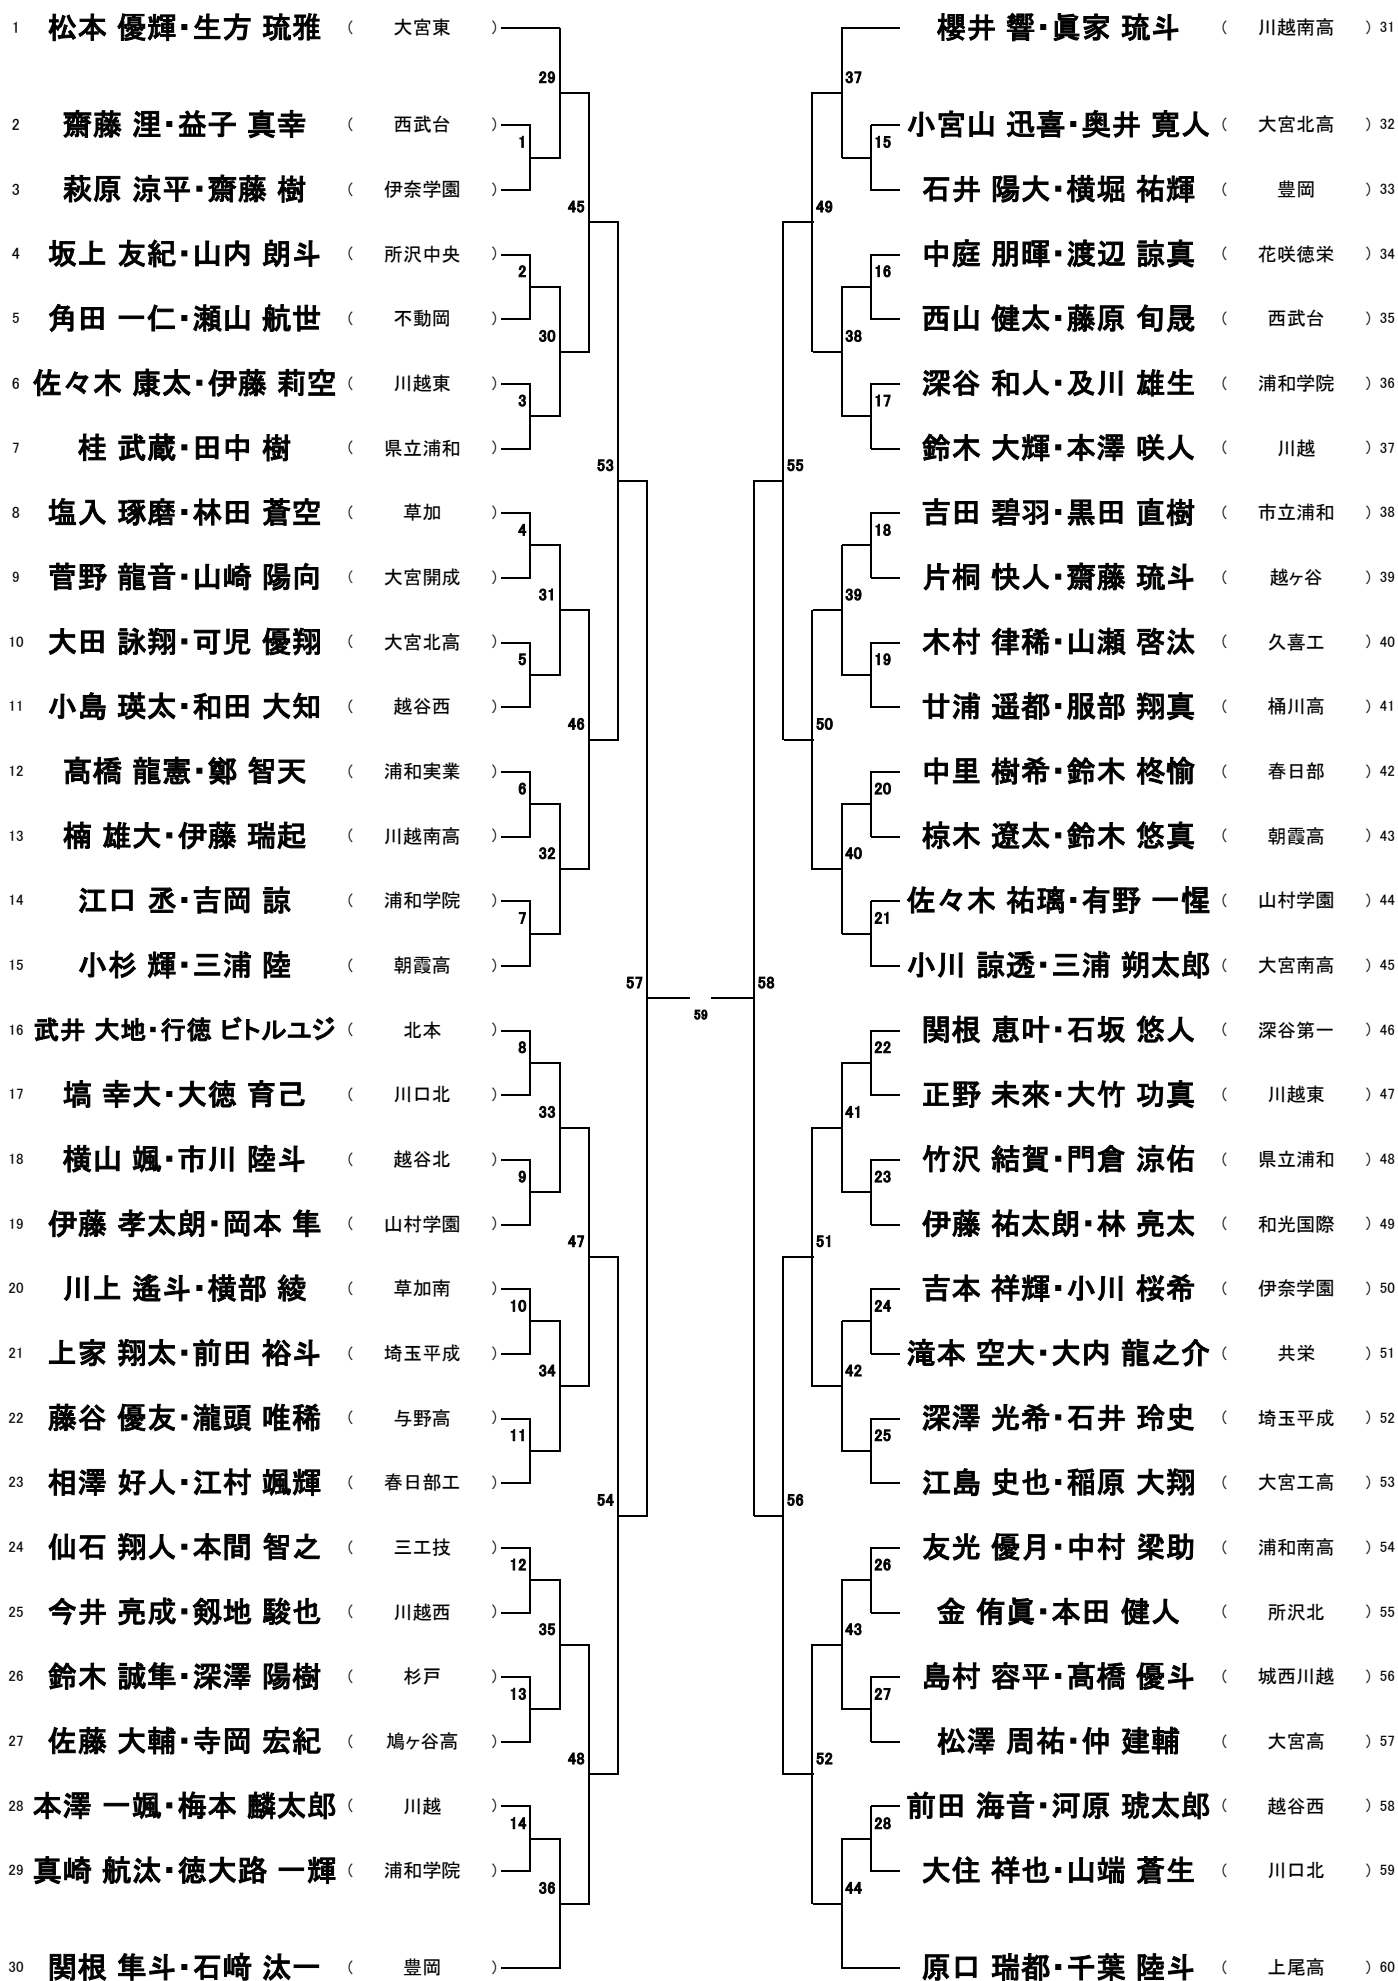 1 松本 優輝・生方 琉雅 （ 大宮東 ）
29
2 齋藤 浬・益子 真幸 （ 西武台 ）
1
3 萩原 涼平・齋藤 樹 （ 伊奈学園 ）
45
4 坂上 友紀・山内 朗斗 （ 所沢中央 ）
2
5 角田 一仁・瀬山 航世 （ 不動岡 ）
30
6 佐々木 康太・伊藤 莉空 （ 川越東 ）
3
7 桂 武蔵・田中 樹 （ 県立浦和 ）
53
8 塩入 琢磨・林田 蒼空 （ 草加 ）
4
9 菅野 龍音・山崎 陽向 （ 大宮開成 ）
31
10 大田 詠翔・可児 優翔 （ 大宮北高 ）
5
11 小島 瑛太・和田 大知 （ 越谷西 ）
46
12 髙橋 龍憲・鄭 智天 （ 浦和実業 ）
6
13 楠 雄大・伊藤 瑞起 （ 川越南高 ）
32
14 江口 丞・吉岡 諒 （ 浦和学院 ）
7
15 小杉 輝・三浦 陸 （ 朝霞高 ）
57
16 武井 大地・行徳 ビトルユジ （ 北本 ）
8
17 塙 幸大・大徳 育己 （ 川口北 ）
33
18 横山 颯・市川 陸斗 （ 越谷北 ）
9
19 伊藤 孝太朗・岡本 隼 （ 山村学園 ）
47
20 川上 遙斗・横部 綾 （ 草加南 ）
10
21 上家 翔太・前田 裕斗 （ 埼玉平成 ）
34
22 藤谷 優友・瀧頭 唯稀 （ 与野高 ）
11
23 相澤 好人・江村 颯輝 （ 春日部工 ）
54
24 仙石 翔人・本間 智之 （ 三工技 ）
12
25 今井 亮成・剱地 駿也 （ 川越西 ）
35
26 鈴木 誠隼・深澤 陽樹 （ 杉戸 ）
13
27 佐藤 大輔・寺岡 宏紀 （ 鳩ヶ谷高 ）
48
28 本澤 一颯・梅本 麟太郎 （ 川越 ）
14
29 真崎 航汰・徳大路 一輝 （ 浦和学院 ）
36
30 関根 隼斗・石﨑 汰一 （ 豊岡 ）
59
櫻井 響・眞家 琉斗 （ 川越南高 ） 31
37
小宮山 迅喜・奥井 寛人 （ 大宮北高 ） 32
15
石井 陽大・横堀 祐輝 （ 豊岡 ） 33
49
中庭 朋暉・渡辺 諒真 （ 花咲徳栄 ） 34
16
西山 健太・藤原 旬晟 （ 西武台 ） 35
38
深谷 和人・及川 雄生 （ 浦和学院 ） 36
17
鈴木 大輝・本澤 咲人 （ 川越 ） 37
55
吉田 碧羽・黒田 直樹 （ 市立浦和 ） 38
18
片桐 快人・齋藤 琉斗 （ 越ヶ谷 ） 39
39
木村 律稀・山瀬 啓汰 （ 久喜工 ） 40
19
廿浦 遥都・服部 翔真 （ 桶川高 ） 41
50
中里 樹希・鈴木 柊愉 （ 春日部 ） 42
20
椋木 遼太・鈴木 悠真 （ 朝霞高 ） 43
40
佐々木 祐璃・有野 一惺 （ 山村学園 ） 44
21
小川 諒透・三浦 朔太郎 （ 大宮南高 ） 45
58
関根 恵叶・石坂 悠人 （ 深谷第一 ） 46
22
正野 未來・大竹 功真 （ 川越東 ） 47
41
竹沢 結賀・門倉 涼佑 （ 県立浦和 ） 48
23
伊藤 祐太朗・林 亮太 （ 和光国際 ） 49
51
吉本 祥輝・小川 桜希 （ 伊奈学園 ） 50
24
滝本 空大・大内 龍之介 （ 共栄 ） 51
42
深澤 光希・石井 玲史 （ 埼玉平成 ） 52
25
江島 史也・稲原 大翔 （ 大宮工高 ） 53
56
友光 優月・中村 梁助 （ 浦和南高 ） 54
26
金 侑眞・本田 健人 （ 所沢北 ） 55
43
島村 容平・髙橋 優斗 （ 城西川越 ） 56
27
松澤 周祐・仲 建輔 （ 大宮高 ） 57
52
前田 海音・河原 琥太郎 （ 越谷西 ） 58
28
大住 祥也・山端 蒼生 （ 川口北 ） 59
44
原口 瑞都・千葉 陸斗 （ 上尾高 ） 60